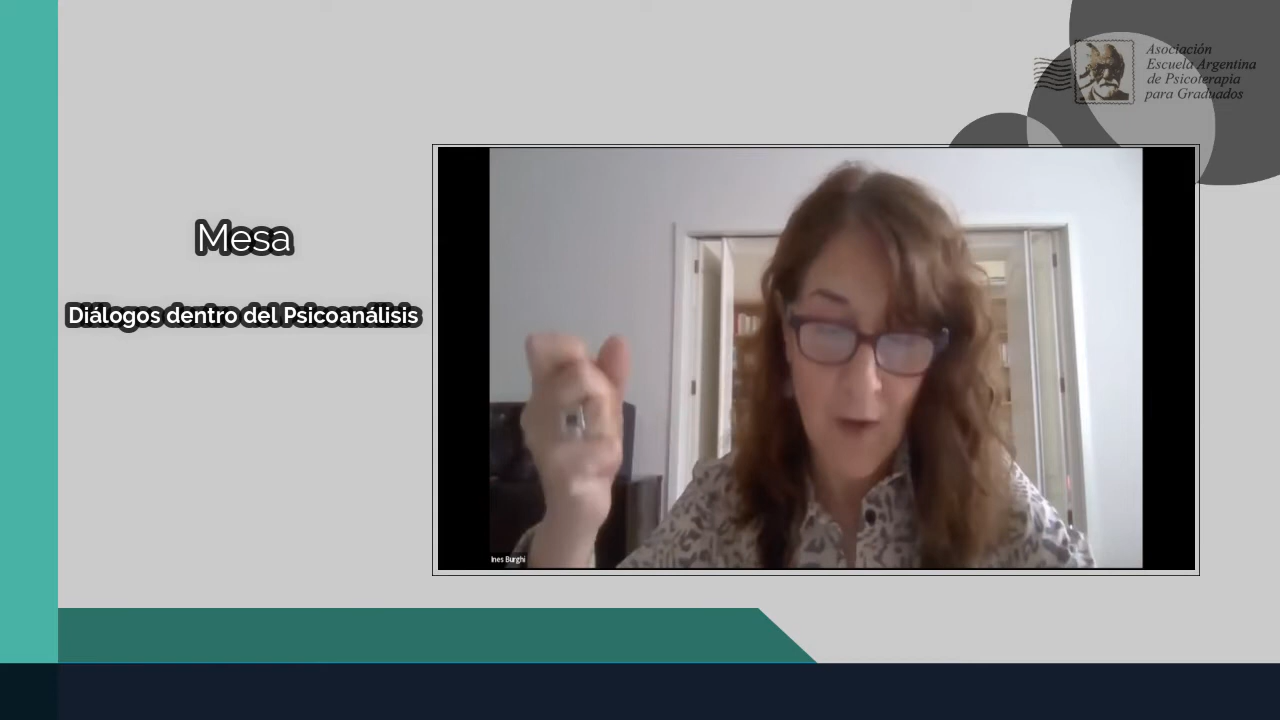 Asociación
Escuela Argentina
de Psicoterapia
para Graduados
Mesa
Diálogos dentro del Psicoanálisis
Ines Burghi